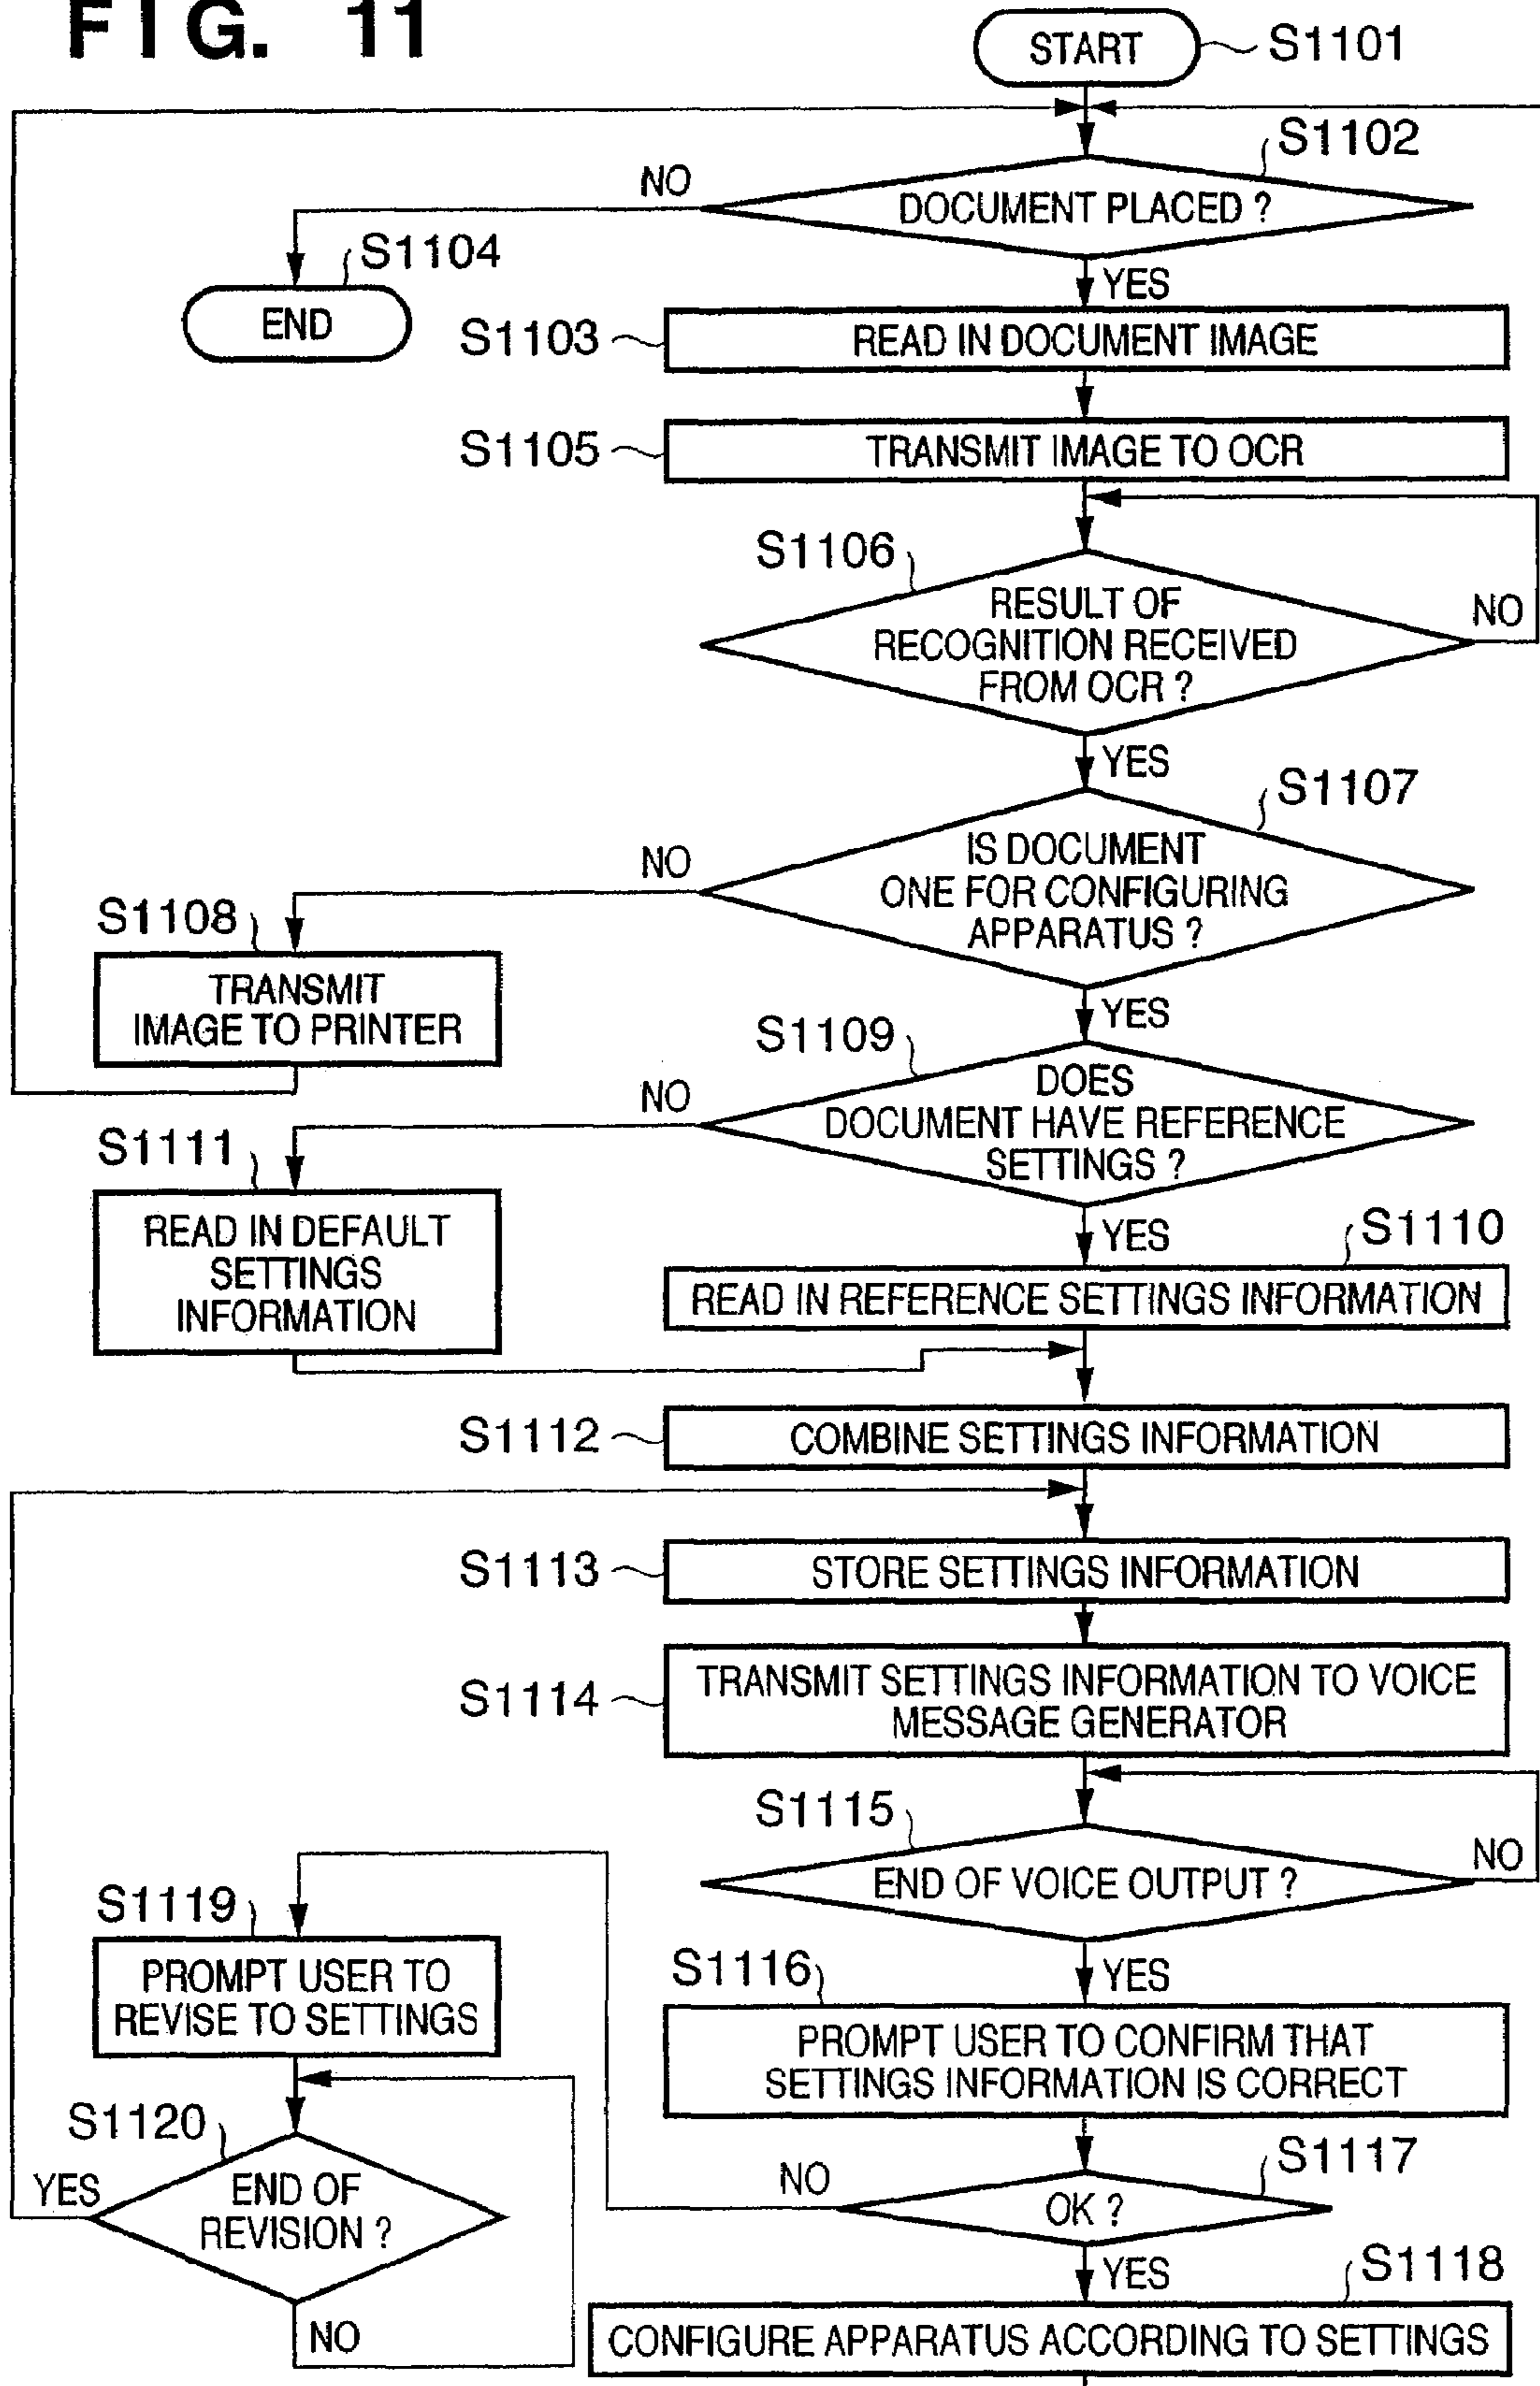 FIG. 11
START
S1101
S1102
NO
DOCUMENT PLACED ?
S1104
END
YES
S1103
READ IN DOCUMENT IMAGE
S1105
TRANSMIT IMAGE TO OCR
S1106
RESULT OF
RECOGNITION RECEIVED
FROM OCR ?
NO
YES
S1107
NO
IS DOCUMENT
ONE FOR CONFIGURING
APPARATUS ?
S1108
TRANSMIT
IMAGE TO PRINTER
YES
S1109
NO
DOES
DOCUMENT HAVE REFERENCE
SETTINGS ?
S1111
READ IN DEFAULT
SETTINGS
INFORMATION
YES
S1110
READ IN REFERENCE SETTINGS INFORMATION
S1112
COMBINE SETTINGS INFORMATION
S1113
STORE SETTINGS INFORMATION
S1114
TRANSMIT SETTINGS INFORMATION TO VOICE
MESSAGE GENERATOR
S1115
END OF VOICE OUTPUT ?
NO
S1119
PROMPT USER TO
REVISE TO SETTINGS
YES
S1116
PROMPT USER TO CONFIRM THAT
SETTINGS INFORMATION IS CORRECT
S1120
YES
END OF
REVISION ?
NO
S1117
NO
OK ?
YES
S1118
CONFIGURE APPARATUS ACCORDING TO SETTINGS